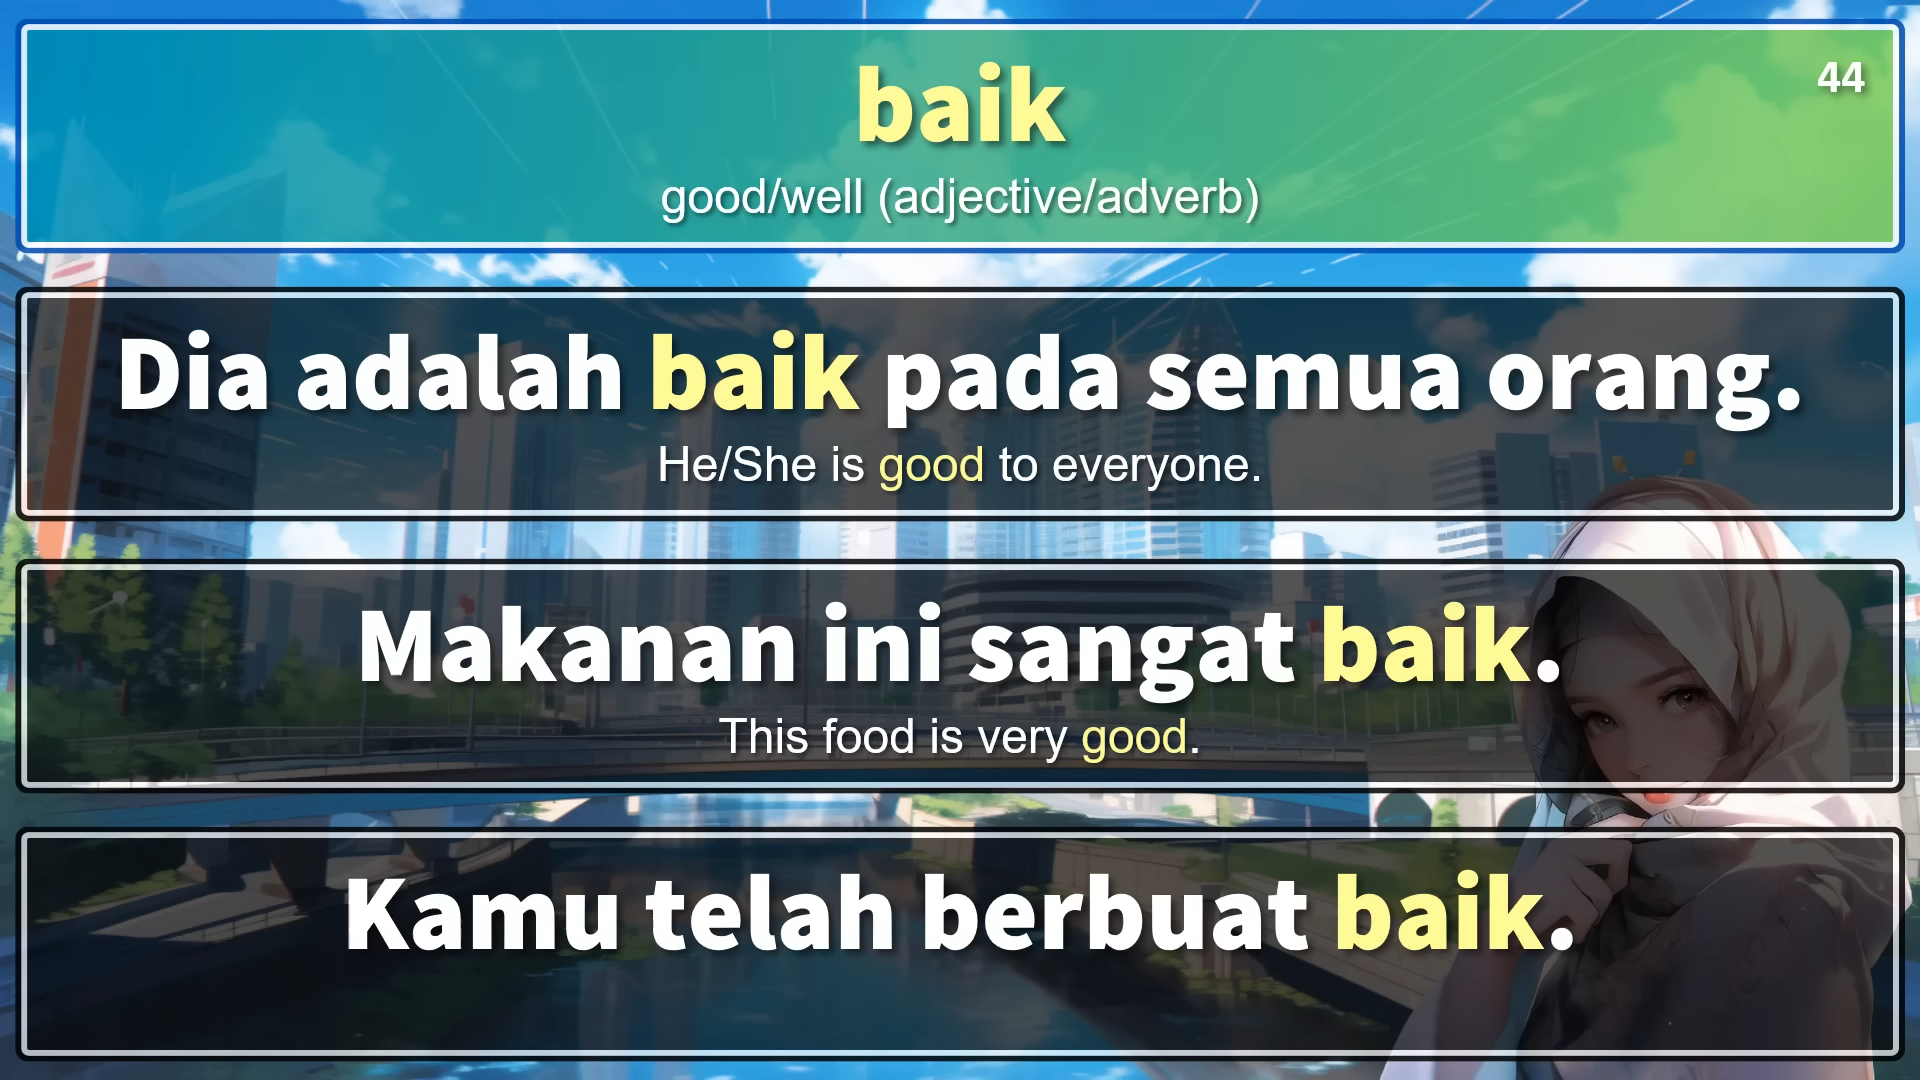 baik
44
good/well (adjective/adverb)
Dia adalah baik pada semua orang.
He/She is good to everyone.
Makanan ini sangat baik.
This food is very good.
Kamu telah berbuat baik.